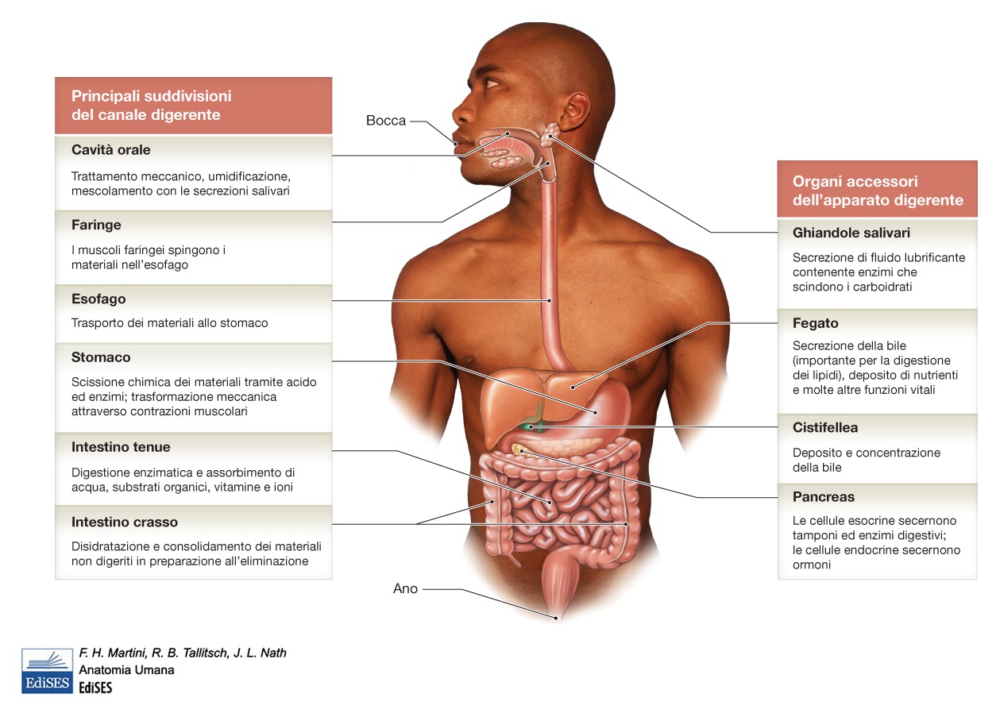 Principali suddivisioni
del canale digerente
Cavità orale
Trattamento meccanico, umidificazione,
mescolamento con le secrezioni salivari
Faringe
I muscoli faringei spingono i
materiali nell'esofago
Esofago
Trasporto dei materiali allo stomaco
Stomaco
Scissione chimica dei materiali tramite acido
ed enzimi; trasformazione meccanica
attraverso contrazioni muscolari
Intestino tenue
Digestione enzimatica e assorbimento di
acqua, substrati organici, vitamine e ioni
Intestino crasso
Disidratazione e consolidamento dei materiali
non digeriti in preparazione all'eliminazione
Bocca
Ano
Organi accessori
dell'apparato digerente
Ghiandole salivari
Secrezione di fluido lubrificante
contenente enzimi che
scindono i carboidrati
Fegato
Secrezione della bile
(importante per la digestione
dei lipidi), deposito di nutrienti
e molte altre funzioni vitali
Cistifellea
Deposito e concentrazione
della bile
Pancreas
Le cellule esocrine secernono
tamponi ed enzimi digestivi;
le cellule endocrine secernono
ormoni
EdiSES
F. H. Martini, R. B. Tallitsch, J. L. Nath
Anatomia Umana
EdiSES